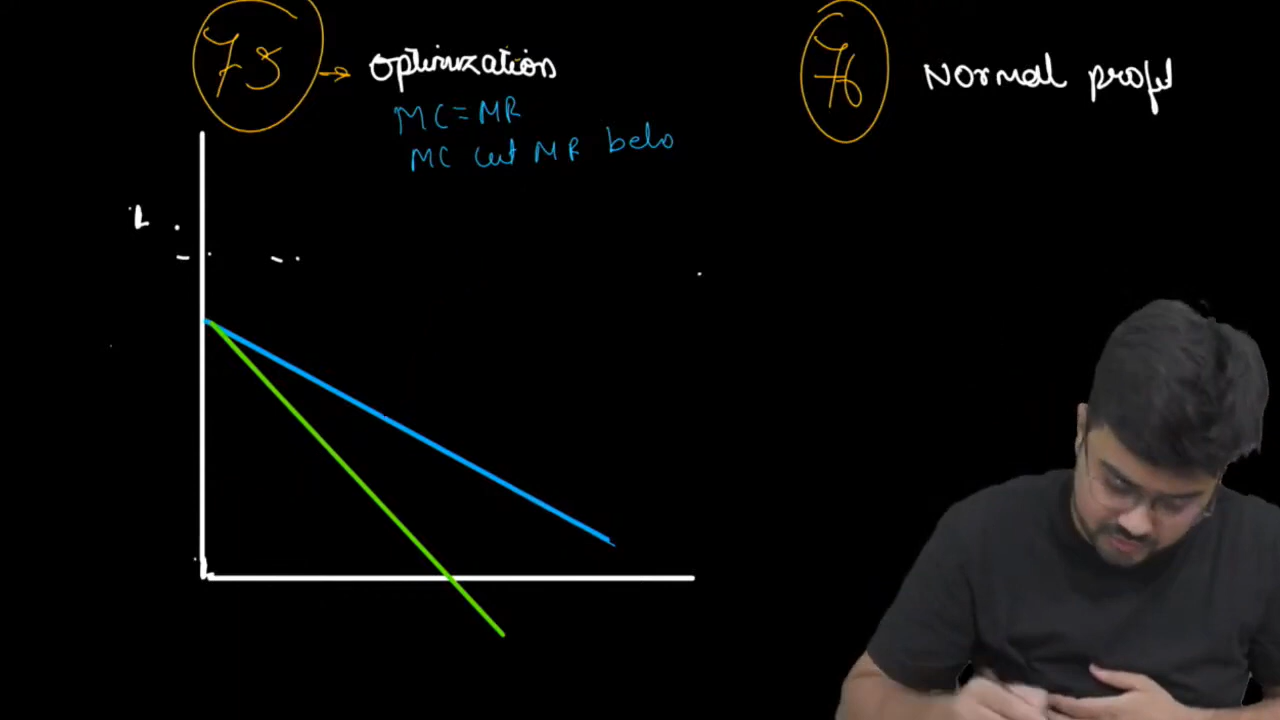 75 → optimization
MC = MR
MC cut MR belo
76
Normal profit